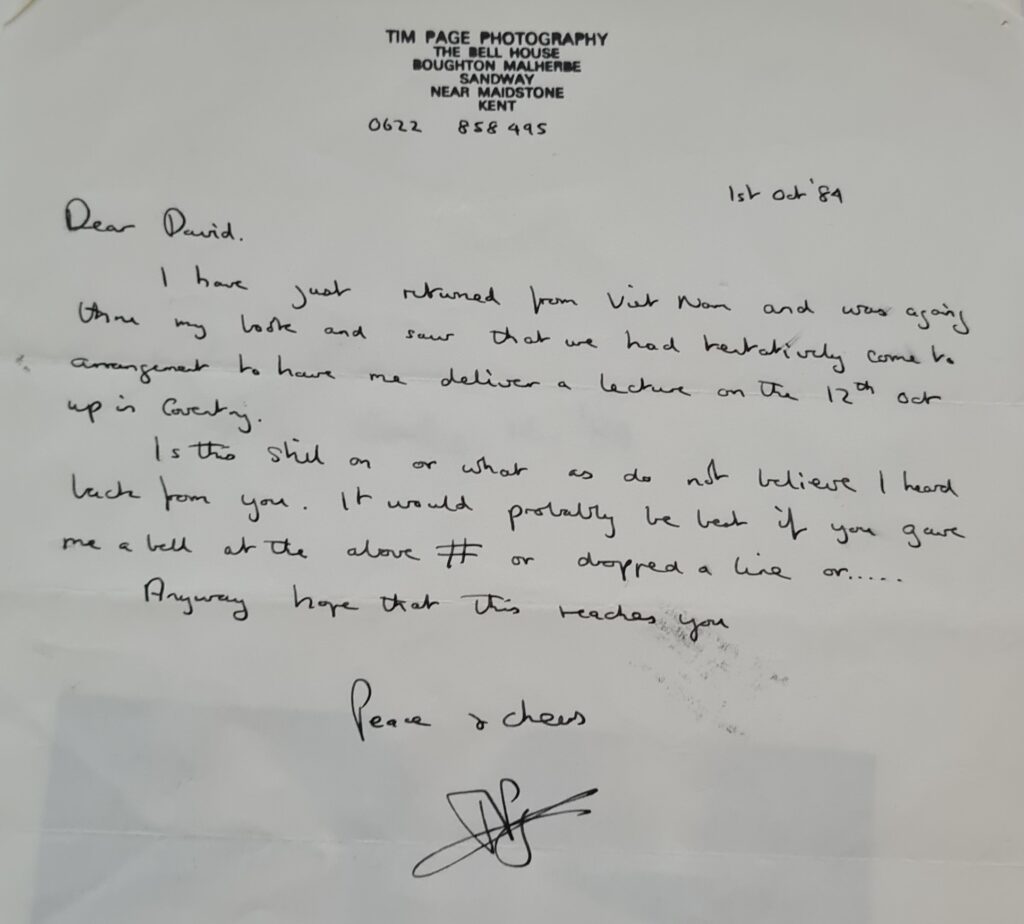 TIM PAGE PHOTOGRAPHY
THE BELL HOUSE
BOUGHTON MALHERBE
SANDWAY
NEAR MAIDSTONE
KENT
0622 858 495
1st Oct '84
Dear David.
I have just returned from Viet Nam and was going
thru my book and saw that we had tentatively come to
arrangement to have me deliver a lecture on the 12th Oct
up in Coventry.
Is this still on or what as do not believe I heard
back from you. It would probably be best if you gave
me a bell at the above # or dropped a line or.....
Anyway hope that this reaches you
Peace & cheers